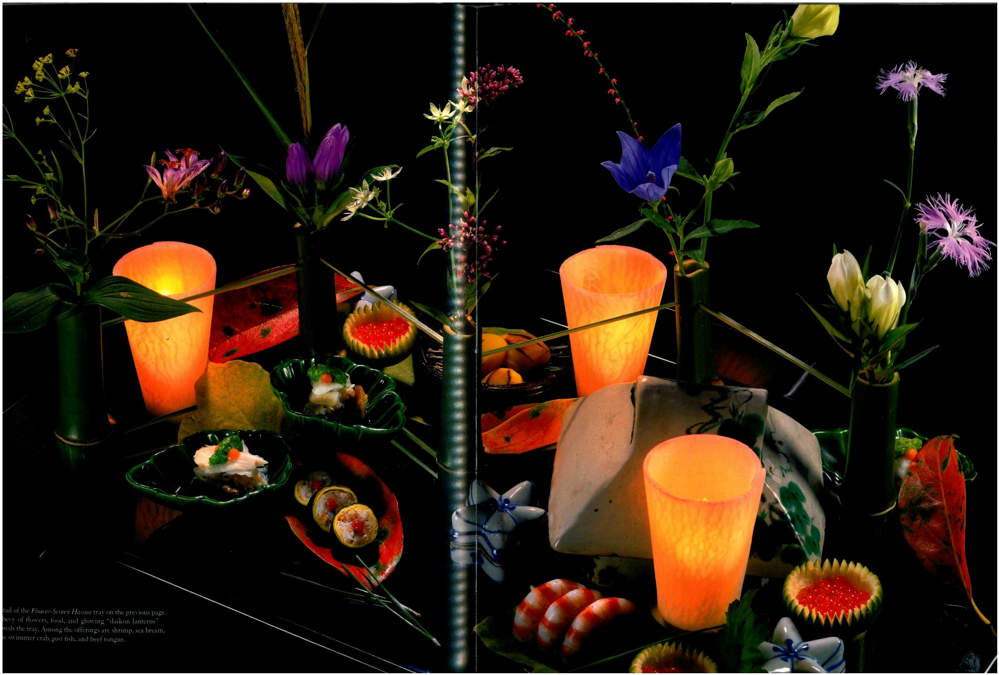 tail of the Flower-Screen Hassun tray on the previous page.
bevy of flowers, food, and glowing "daikon lanterns"
wds the tray. Among the offerings are shrimp, sea bream,
e swimmer crab, gori fish, and beef tongue.